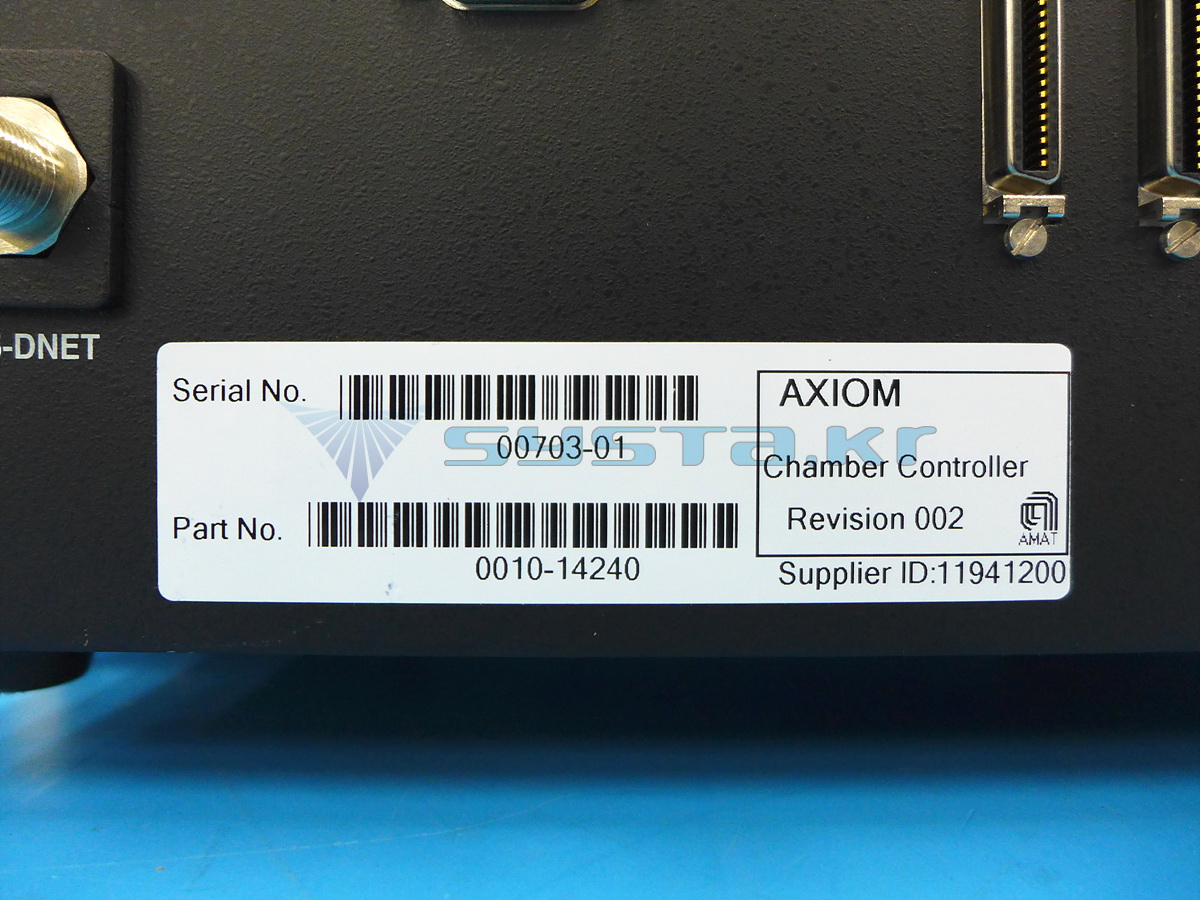 -DNET
Serial No.
00703-01
Part No.
0010-14240
AXIOM
Chamber Controller
Revision 002
AMAT
Supplier ID:11941200
systa.kr